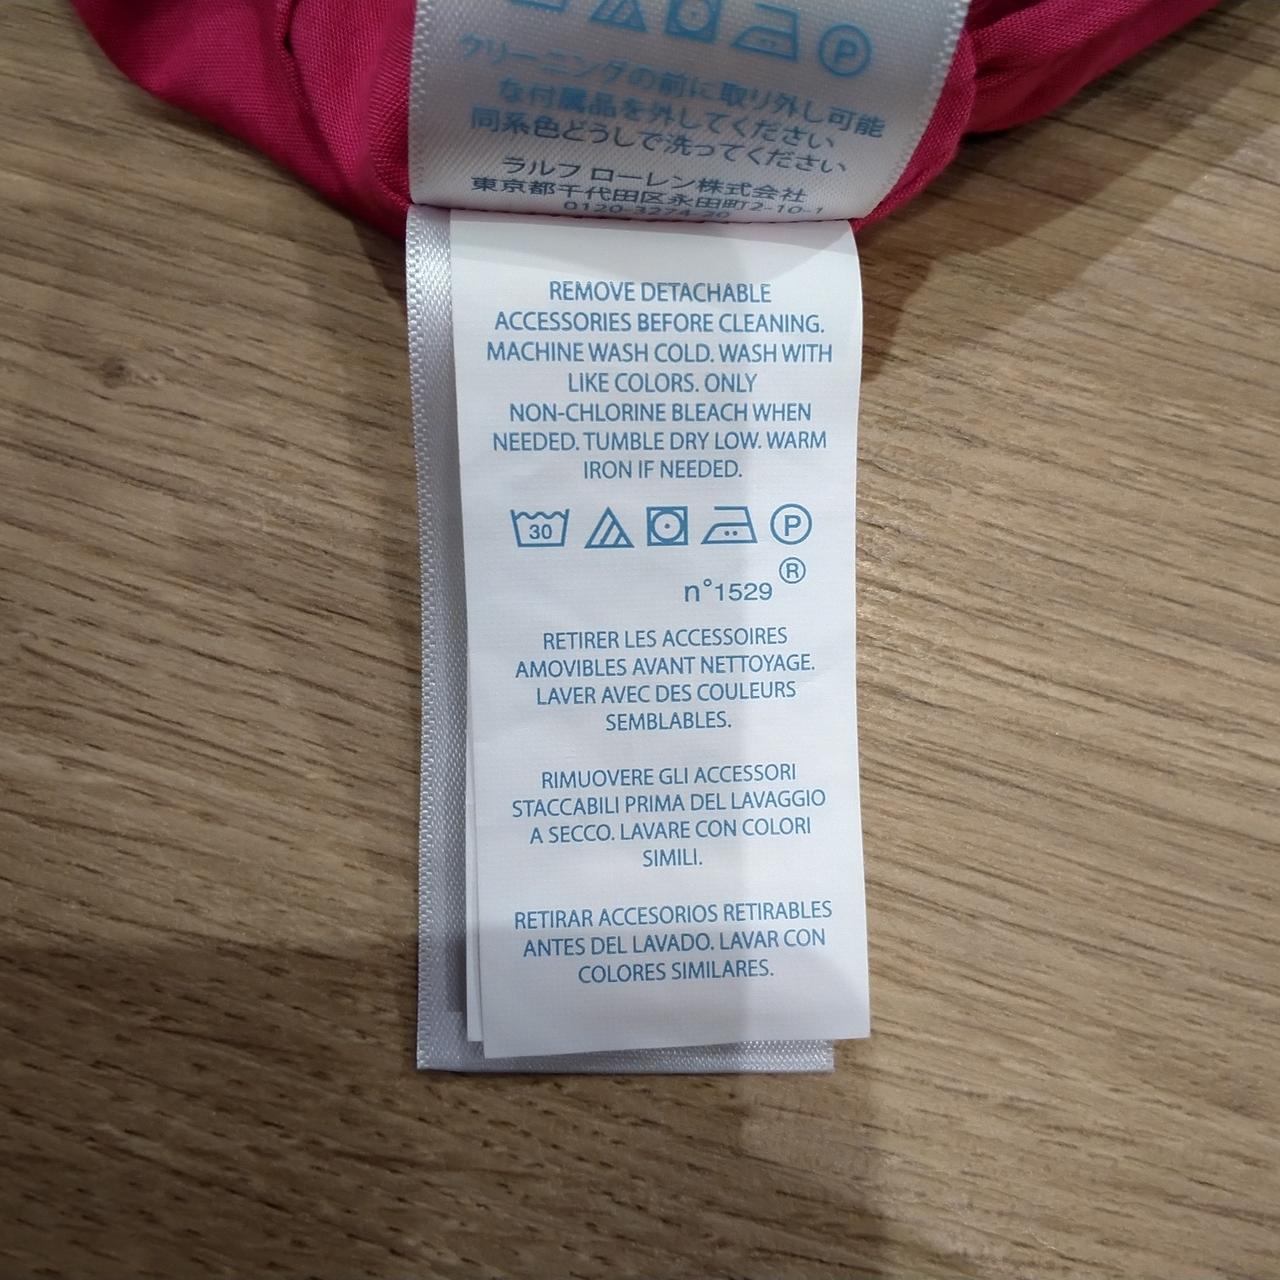 クリーニングの前に取り外し可能
な付属品を外してください
同系色どうしで洗ってください
ラルフ ローレン株式会社
東京都千代田区永田町2-10-1
0120-3274-20
REMOVE DETACHABLE
ACCESSORIES BEFORE CLEANING.
MACHINE WASH COLD. WASH WITH
LIKE COLORS. ONLY
NON-CHLORINE BLEACH WHEN
NEEDED. TUMBLE DRY LOW. WARM
IRON IF NEEDED.
30 P
n°1529 ®
RETIRER LES ACCESSOIRES
AMOVIBLES AVANT NETTOYAGE.
LAVER AVEC DES COULEURS
SEMBLABLES.
RIMUOVERE GLI ACCESSORI
STACCABILI PRIMA DEL LAVAGGIO
A SECCO. LAVARE CON COLORI
SIMILI.
RETIRAR ACCESORIOS RETIRABLES
ANTES DEL LAVADO. LAVAR CON
COLORES SIMILARES.